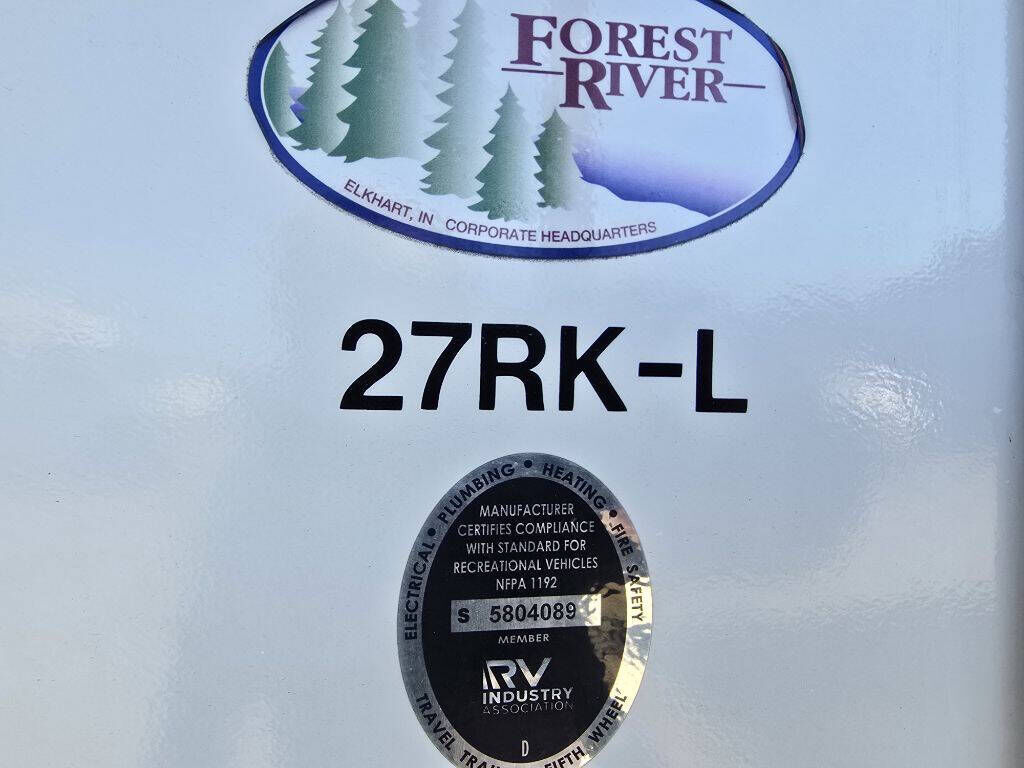 FOREST
RIVER
ELKHART, IN CORPORATE HEADQUARTERS
27RK-L
ELECTRICAL • PLUMBING • HEATING • FIRE SAFETY
MANUFACTURER
CERTIFIES COMPLIANCE
WITH STANDARD FOR
RECREATIONAL VEHICLES
NFPA 1192
S 5804089
MEMBER
RV
INDUSTRY
ASSOCIATION
D
TRAVEL FIFTH WHEEL